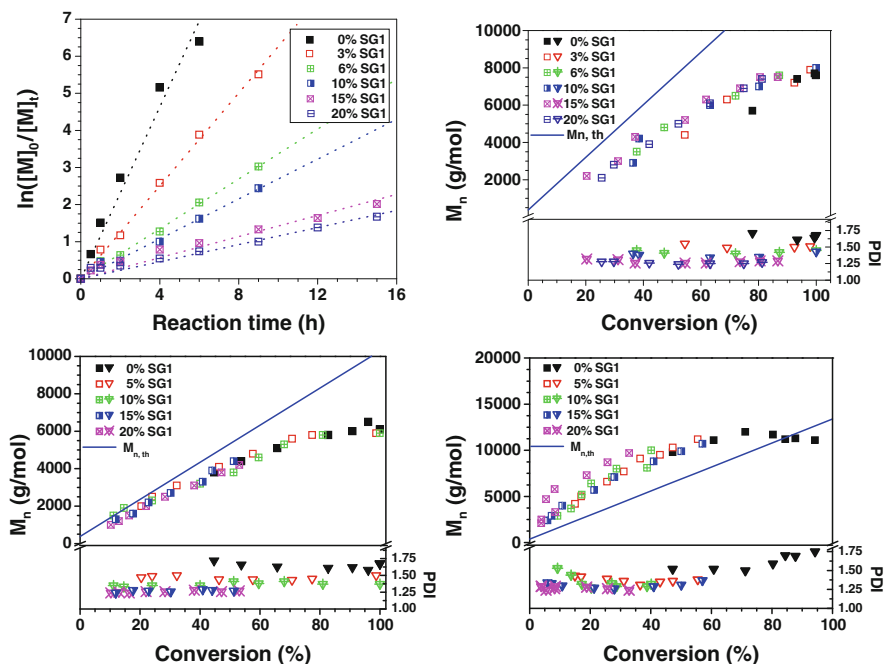 7
6
5
4
3
2
1
0
ln([M]₀/[M]ₜ)
0% SG1
3% SG1
6% SG1
10% SG1
15% SG1
20% SG1
0 4 8 12 16
Reaction time (h)
10000
8000
6000
4000
2000
Mₙ (g/mol)
0% SG1
3% SG1
6% SG1
10% SG1
15% SG1
20% SG1
Mn, th
1.75
1.50
1.25
1.00
PDI
0 20 40 60 80 100
Conversion (%)
10000
8000
6000
4000
2000
0
Mₙ (g/mol)
0% SG1
5% SG1
10% SG1
15% SG1
20% SG1
Mₙ,ₜₕ
1.75
1.50
1.25
1.00
PDI
0 20 40 60 80 100
Conversion (%)
20000
15000
10000
5000
0
Mₙ (g/mol)
0% SG1
5% SG1
10% SG1
15% SG1
20% SG1
Mₙ,ₜₕ
1.75
1.50
1.25
1.00
PDI
0 20 40 60 80 100
Conversion (%)